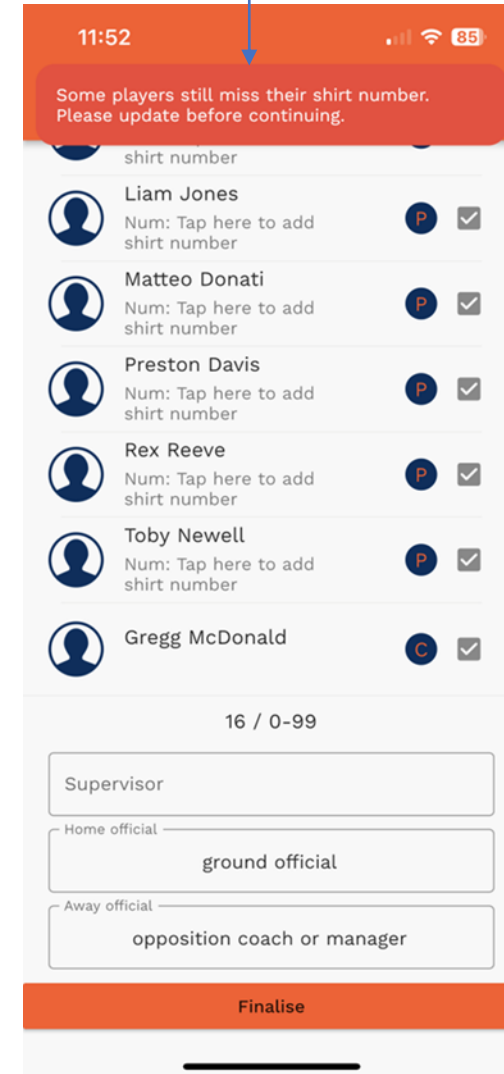 11:52
85
Some players still miss their shirt number.
Please update before continuing.
shirt number
Liam Jones
Num: Tap here to add
shirt number
P
Matteo Donati
Num: Tap here to add
shirt number
P
Preston Davis
Num: Tap here to add
shirt number
P
Rex Reeve
Num: Tap here to add
shirt number
P
Toby Newell
Num: Tap here to add
shirt number
P
Gregg McDonald
C
16 / 0-99
Supervisor
Home official
ground official
Away official
opposition coach or manager
Finalise